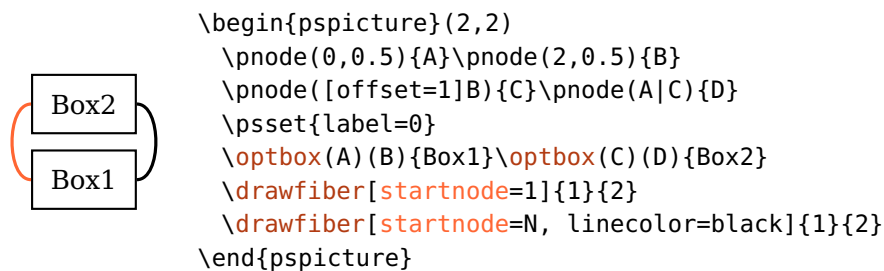 Box2
Box1
\begin{pspicture}(2,2)
  \pnode(0,0.5){A}\pnode(2,0.5){B}
  \pnode([offset=1]B){C}\pnode(A|C){D}
  \psset{label=0}
  \optbox(A)(B){Box1}\optbox(C)(D){Box2}
  \drawfiber[startnode=1]{1}{2}
  \drawfiber[startnode=N, linecolor=black]{1}{2}
\end{pspicture}